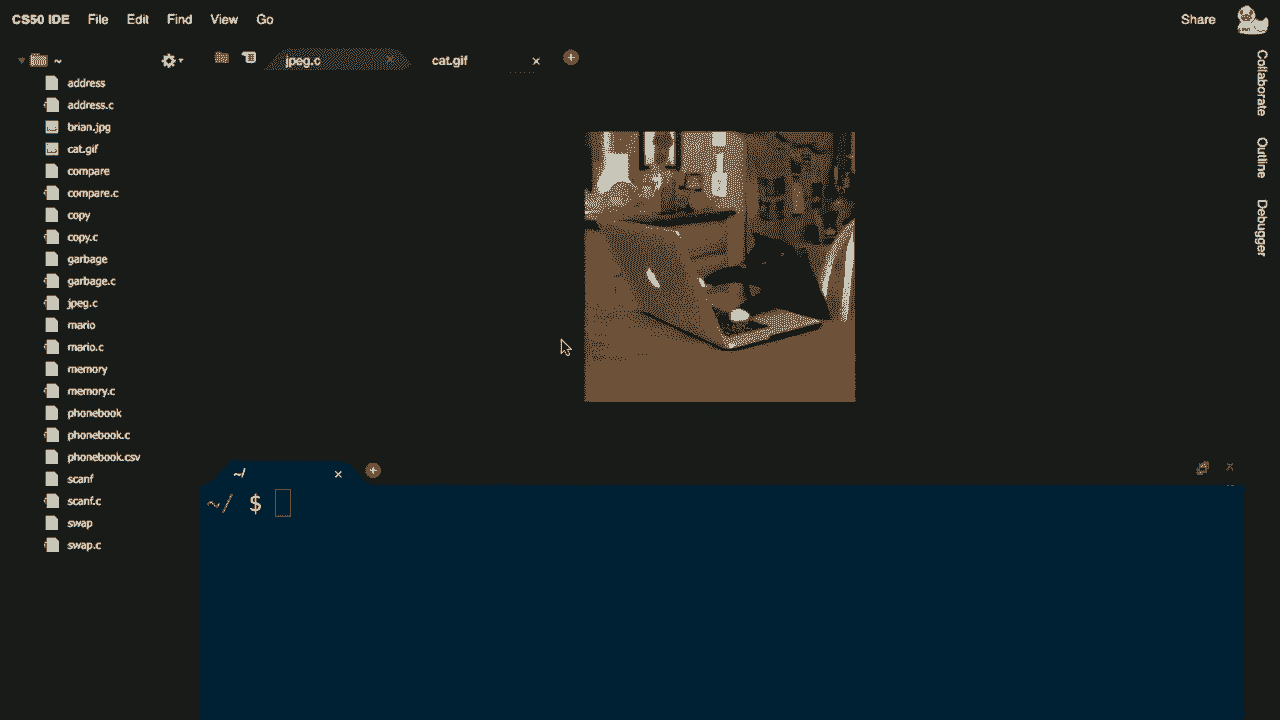 CS50 IDE File Edit Find View Go Share
~ jpeg.c cat.gif
address
address.c
brian.jpg
cat.gif
compare
compare.c
copy
copy.c
garbage
garbage.c
jpeg.c
mario
mario.c
memory
memory.c
phonebook
phonebook.c
phonebook.csv
scanf
scanf.c
swap
swap.c
~/
~/ $
Collaborate
Outline
Debugger